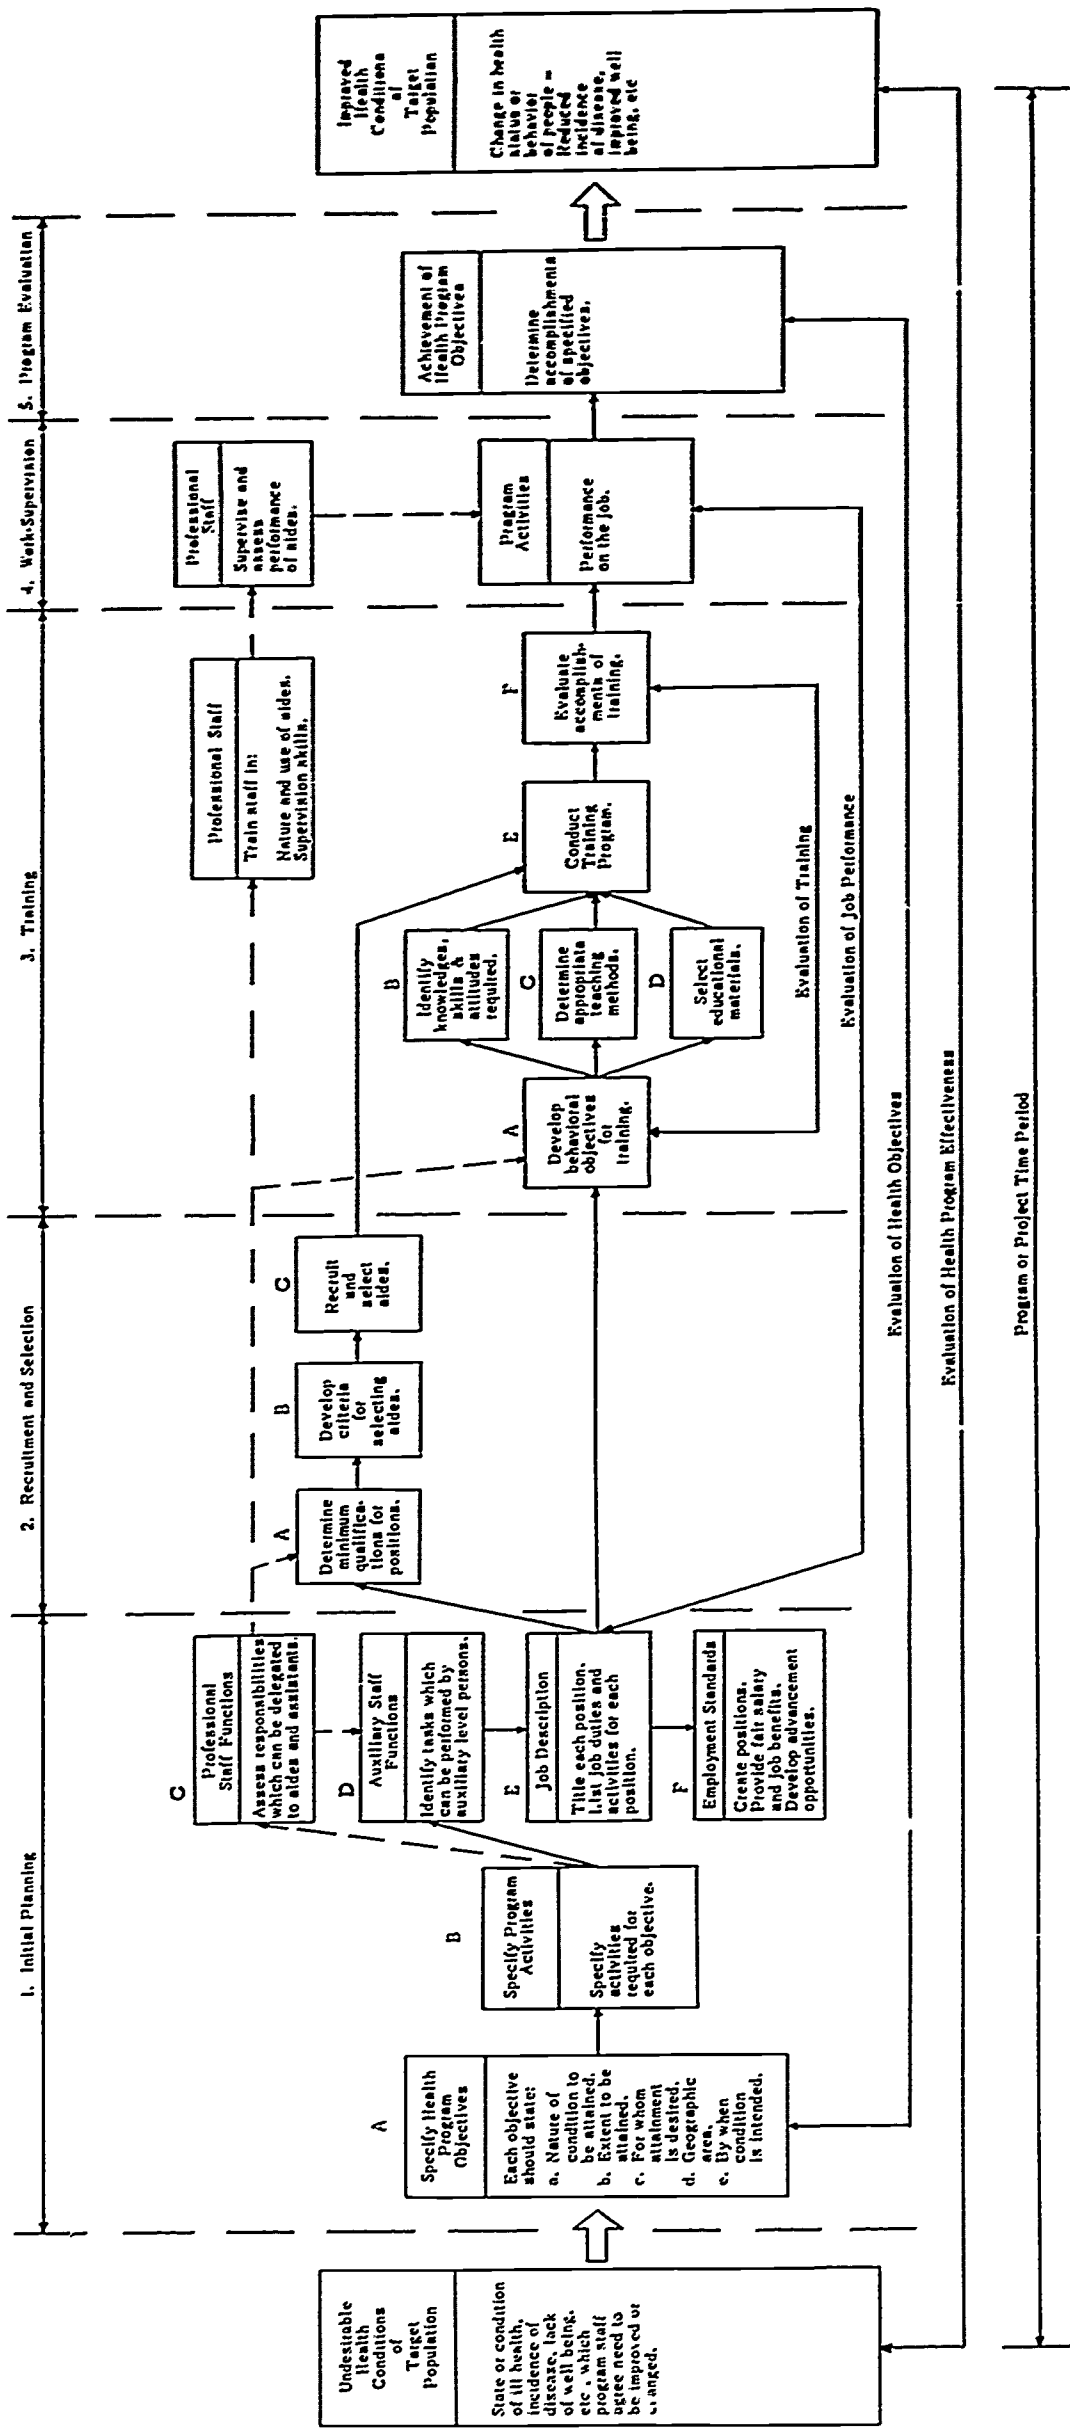 1. Initial Planning
2. Recruitment and Selection
3. Training
4. Work-Supervision
5. Program Evaluation
Undesirable
Health
Conditions
of
Target
Population
State or condition
of ill health,
incidence of
disease, lack
of well being,
etc., which
program staff
agree need to
be improved or
changed.
A
Specify Health
Program
Objectives
Each objective
should state:
a. Nature of
condition to
be attained.
b. Extent to be
attained.
c. For whom
attainment
is desired.
d. Geographic
area.
e. By when
condition
is intended.
B
Specify Program
Activities
Specify
activities
required for
each objective.
C
Professional
Staff Functions
Assess responsibilities
which can be delegated
to aides and assistants.
D
Auxiliary Staff
Functions
Identify tasks which
can be performed by
auxiliary level persons.
E
Job Description
Title each position.
List job duties and
activities for each
position.
F
Employment Standards
Create positions.
Provide fair salary
and job benefits.
Develop advancement
opportunities.
A
Determine
minimum
qualifica-
tions for
positions.
B
Develop
criteria
for
selecting
aides.
C
Recruit
and
select
aides.
A
Develop
behavioral
objectives
for
training.
B
Identify
knowledges,
skills &
attitudes
required.
C
Determine
appropriate
teaching
methods.
D
Select
educational
materials.
E
Conduct
Training
Program.
F
Evaluate
accomplish-
ments of
training.
Professional Staff
Train staff in:
Nature and use of aides.
Supervision skills.
Professional
Staff
Supervise and
assess
performance
of aides.
Program
Activities
Performance
on the job.
Achievement of
Health Program
Objectives
Determine
accomplishments
of specified
objectives.
Improved
Health
Conditions
of
Target
Population
Change in health
status or
behavior
of people =
Reduced
incidence
of disease,
improved well
being, etc
Evaluation of Training
Evaluation of Job Performance
Evaluation of Health Objectives
Evaluation of Health Program Effectiveness
Program or Project Time Period